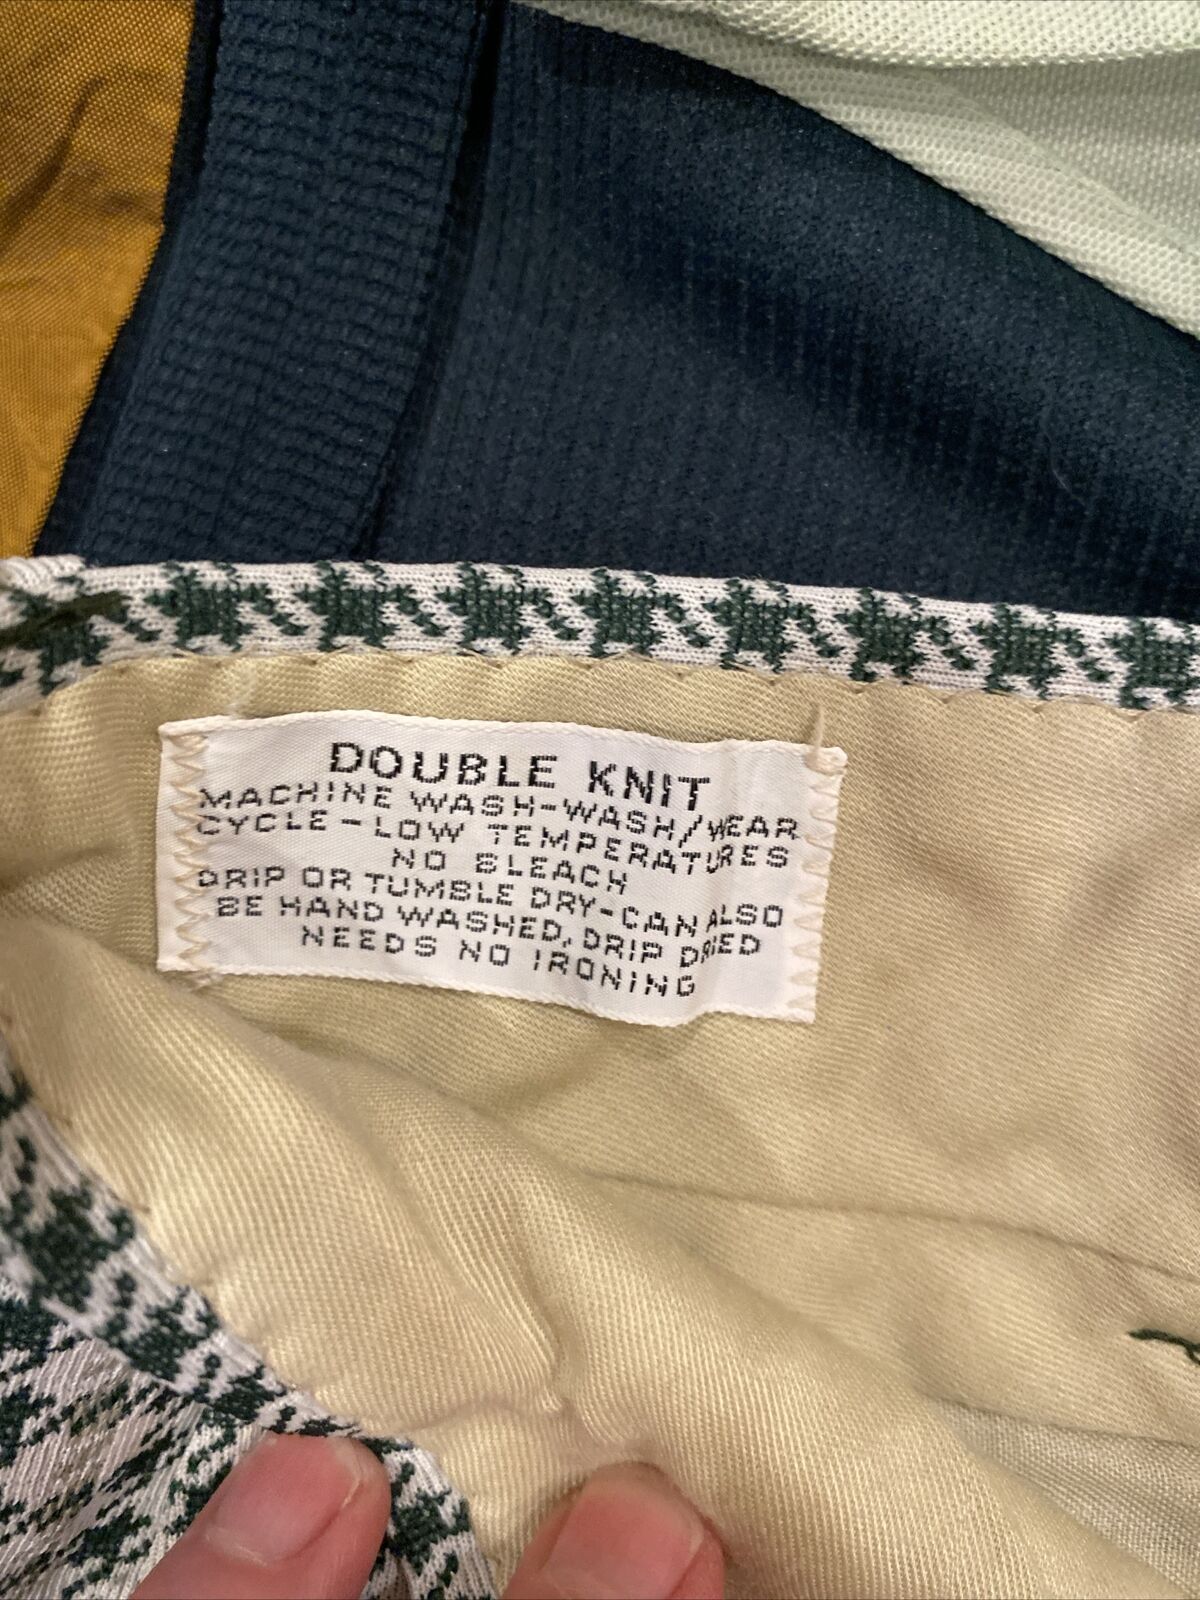 DOUBLE KNIT
MACHINE WASH-WASH/WEAR
CYCLE-LOW TEMPERATURES
NO BLEACH
DRIP OR TUMBLE DRY-CAN ALSO
BE HAND WASHED, DRIP DRIED
NEEDS NO IRONING